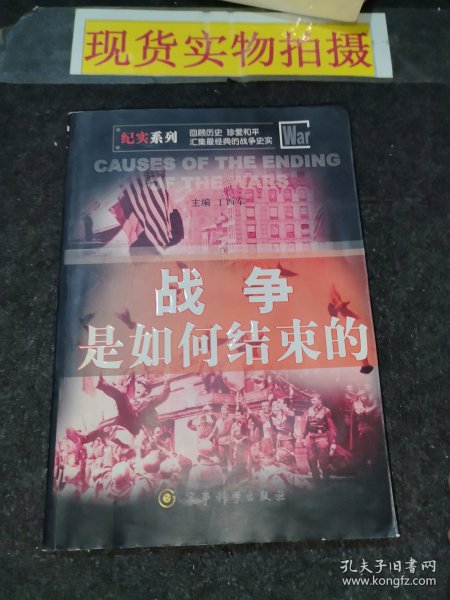 现货实物拍摄
纪实系列
回顾历史 珍爱和平
汇集最经典的战争史实
War
CAUSES OF THE ENDING
OF THE WARS
主编 丁西军
战争
是如何结束的
军事科学出版社
孔夫子旧书网
www.kongfz.com